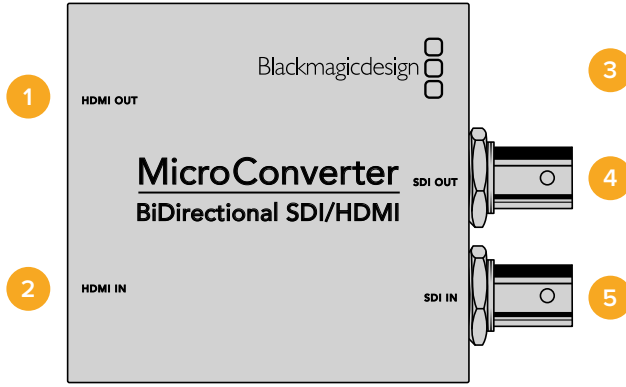 Blackmagicdesign
3
1
HDMI OUT
MicroConverter
SDI OUT
4
BiDirectional SDI/HDMI
2
HDMI IN
SDI IN
5